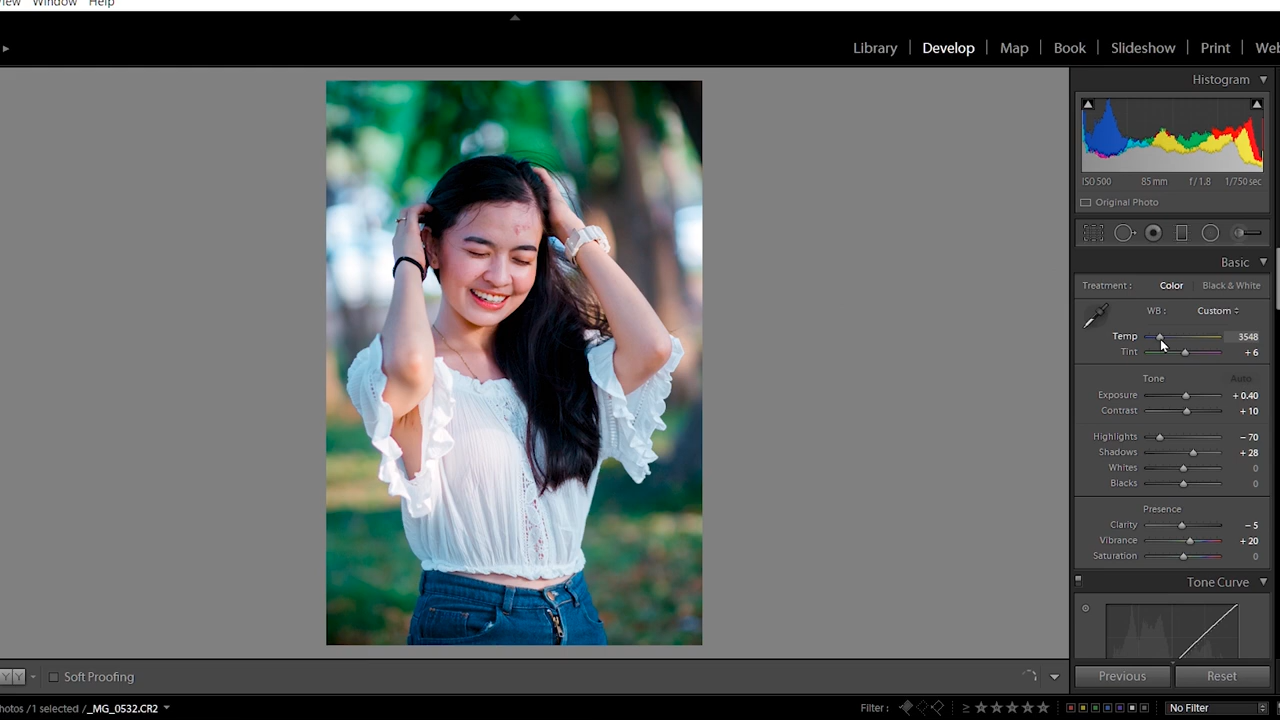 View Window Help
Library | Develop | Map | Book | Slideshow | Print |
Histogram
ISO 500 85 mm f / 1.8 1/750 sec
Original Photo
Basic
Treatment : Color Black & White
WB : Custom
Temp 3548
Tint + 6
Tone Auto
Exposure + 0.40
Contrast + 10
Highlights − 70
Shadows + 28
Whites 0
Blacks 0
Presence
Clarity − 5
Vibrance + 20
Saturation 0
Tone Curve
Y Y Soft Proofing
Previous Reset
hotos /1 selected /_MG_0532.CR2
Filter : ≥ No Filter